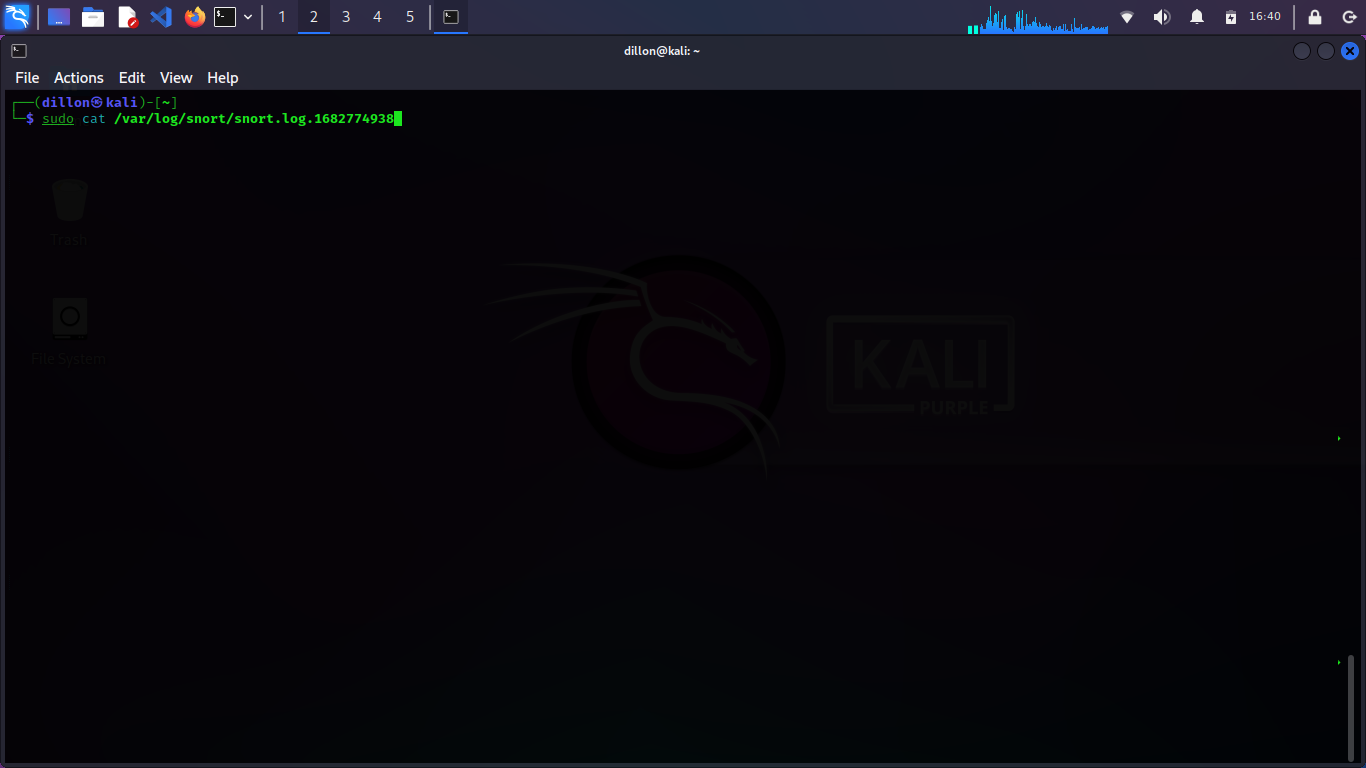 1 2 3 4 5
16:40
dillon@kali: ~
File Actions Edit View Help
┌──(dillon㉿kali)-[~]
└─$ sudo cat /var/log/snort/snort.log.1682774938
Trash
File System
KALI
PURPLE